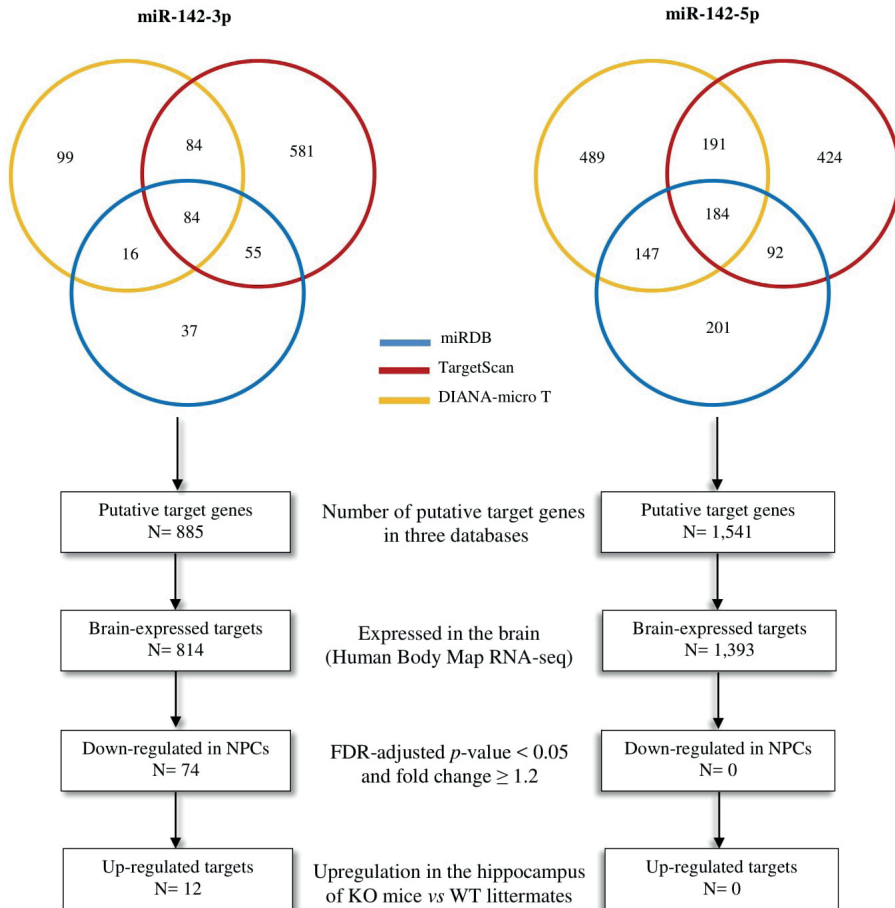 miR-142-3p
miR-142-5p
99
84
581
84
16
55
37
489
191
424
184
147
92
201
miRDB
TargetScan
DIANA-micro T
Putative target genes
N= 885
Number of putative target genes
in three databases
Putative target genes
N= 1,541
Brain-expressed targets
N= 814
Expressed in the brain
(Human Body Map RNA-seq)
Brain-expressed targets
N= 1,393
Down-regulated in NPCs
N= 74
FDR-adjusted p-value < 0.05
and fold change ≥ 1.2
Down-regulated in NPCs
N= 0
Up-regulated targets
N= 12
Upregulation in the hippocampus
of KO mice vs WT littermates
Up-regulated targets
N= 0